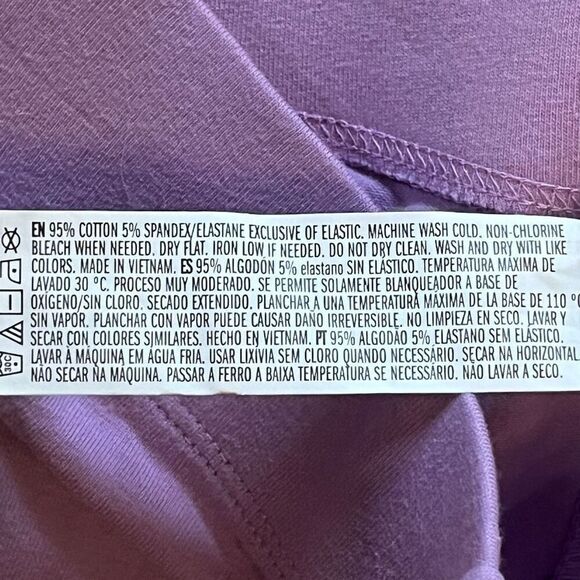 EN 95% COTTON 5% SPANDEX/ELASTANE EXCLUSIVE OF ELASTIC. MACHINE WASH COLD. NON-CHLORINE
BLEACH WHEN NEEDED. DRY FLAT. IRON LOW IF NEEDED. DO NOT DRY CLEAN. WASH AND DRY WITH LIKE
COLORS. MADE IN VIETNAM. ES 95% ALGODÓN 5% elastano SIN ELÁSTICO. TEMPERATURA MÁXIMA DE
LAVADO 30 °C. PROCESO MUY MODERADO. SE PERMITE SOLAMENTE BLANQUEADOR A BASE DE
OXÍGENO/SIN CLORO. SECADO EXTENDIDO. PLANCHAR A UNA TEMPERATURA MÁXIMA DE LA BASE DE 110 °C
SIN VAPOR. PLANCHAR CON VAPOR PUEDE CAUSAR DAÑO IRREVERSIBLE. NO LIMPIEZA EN SECO. LAVAR Y
SECAR CON COLORES SIMILARES. HECHO EN VIETNAM. PT 95% ALGODÃO 5% ELASTANO SEM ELÁSTICO.
LAVAR À MÁQUINA EM ÁGUA FRIA. USAR LIXÍVIA SEM CLORO QUANDO NECESSÁRIO. SECAR NA HORIZONTAL.
NÃO SECAR NA MÁQUINA. PASSAR A FERRO A BAIXA TEMPERATURA SE NECESSÁRIO. NÃO LAVAR A SECO.
30C